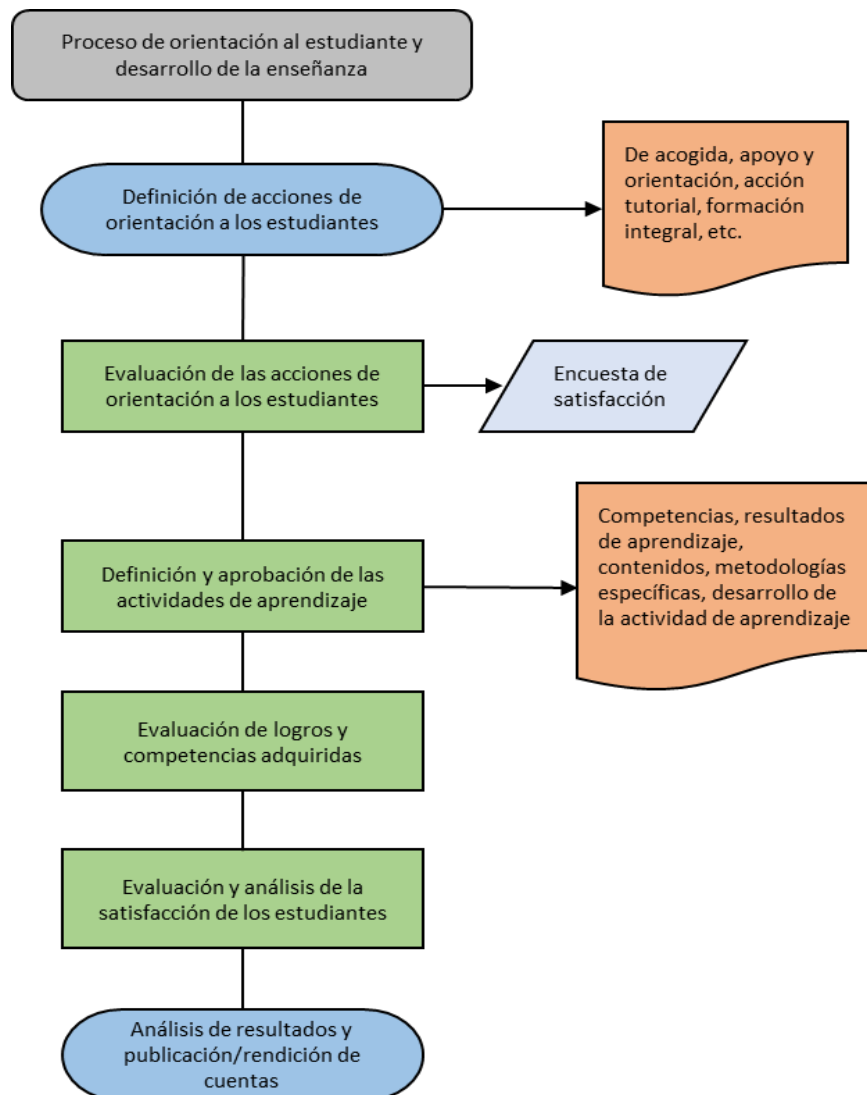 Proceso de orientación al estudiante y
desarrollo de la enseñanza
Definición de acciones de
orientación a los estudiantes
De acogida, apoyo y
orientación, acción
tutorial, formación
integral, etc.
Evaluación de las acciones de
orientación a los estudiantes
Encuesta de
satisfacción
Definición y aprobación de las
actividades de aprendizaje
Competencias, resultados
de aprendizaje,
contenidos, metodologías
específicas, desarrollo de
la actividad de aprendizaje
Evaluación de logros y
competencias adquiridas
Evaluación y análisis de la
satisfacción de los estudiantes
Análisis de resultados y
publicación/rendición de
cuentas